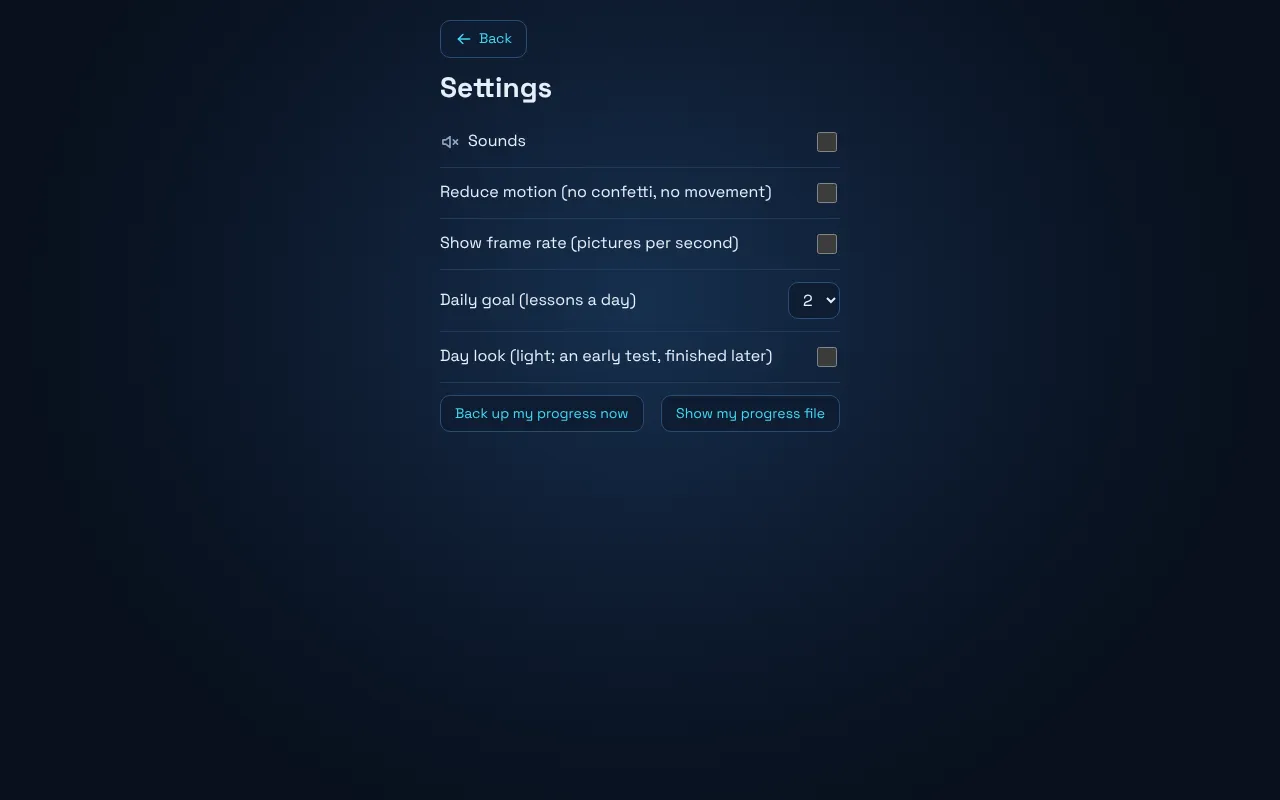 Back
Settings
Sounds
Reduce motion (no confetti, no movement)
Show frame rate (pictures per second)
Daily goal (lessons a day) 2
Day look (light; an early test, finished later)
Back up my progress now Show my progress file